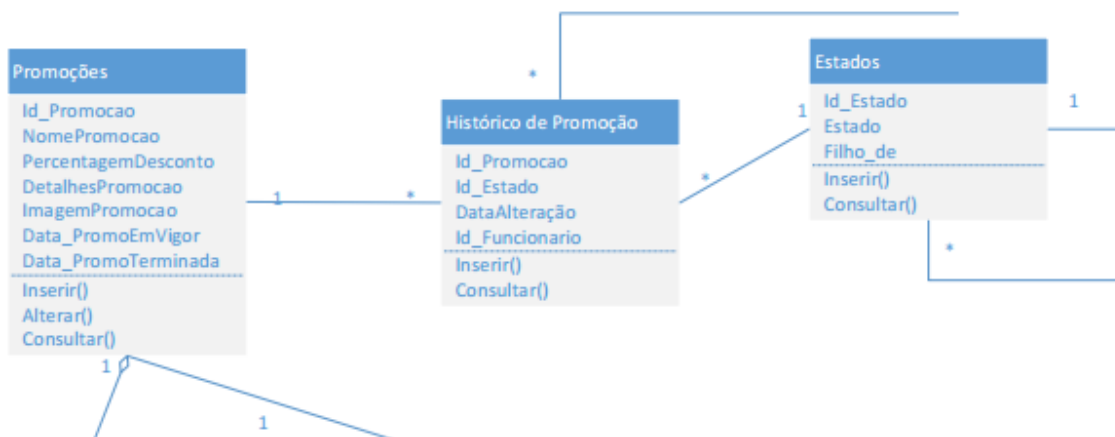 Promoções
Id_Promocao
NomePromocao
PercentagemDesconto
DetalhesPromocao
ImagemPromocao
Data_PromoEmVigor
Data_PromoTerminada
Inserir()
Alterar()
Consultar()
1
1
1
*
*
Histórico de Promoção
Id_Promocao
Id_Estado
DataAlteração
Id_Funcionario
Inserir()
Consultar()
*
1
Estados
Id_Estado
Estado
Filho_de
Inserir()
Consultar()
1
*